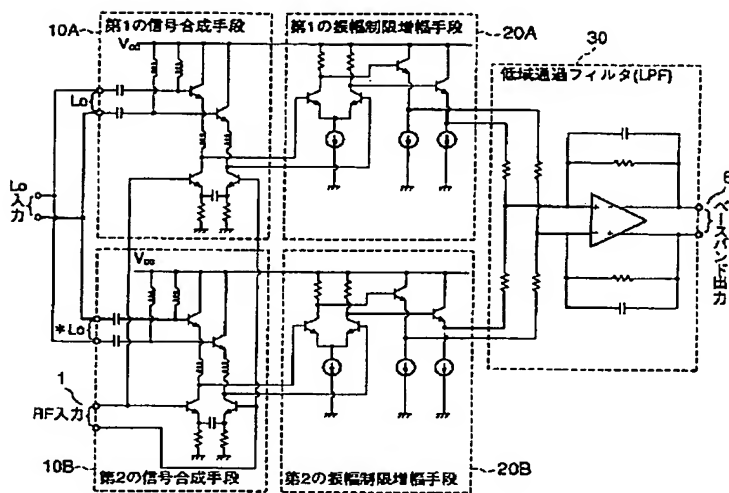 10A
第1の信号合成手段
第1の振幅制限増幅手段
20A
30
低域通過フィルタ(LPF)
Vcc
Lo
Lo
入力
6
ベースバンド出力
Vcc
*Lo
1
RF入力
10B
第2の信号合成手段
第2の振幅制限増幅手段
20B